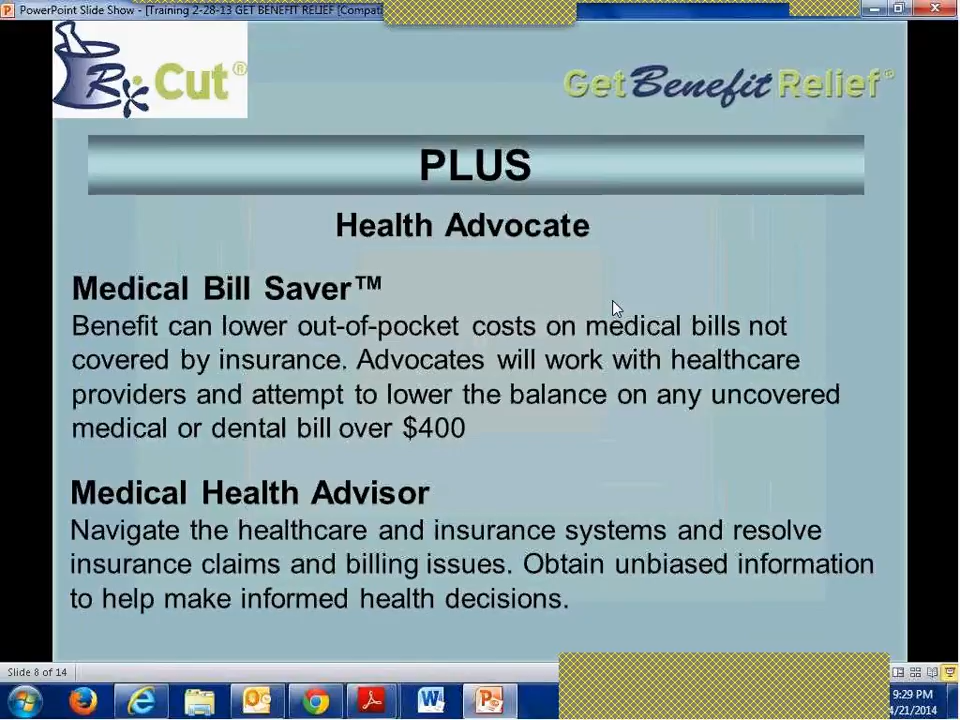 PowerPoint Slide Show - [Training 2-28-13 GET BENEFIT RELIEF [Compati
Rx Cut®
Get Benefit Relief®
PLUS
Health Advocate
Medical Bill Saver™
Benefit can lower out-of-pocket costs on medical bills not
covered by insurance. Advocates will work with healthcare
providers and attempt to lower the balance on any uncovered
medical or dental bill over $400
Medical Health Advisor
Navigate the healthcare and insurance systems and resolve
insurance claims and billing issues. Obtain unbiased information
to help make informed health decisions.
Slide 8 of 14
9:29 PM
4/21/2014